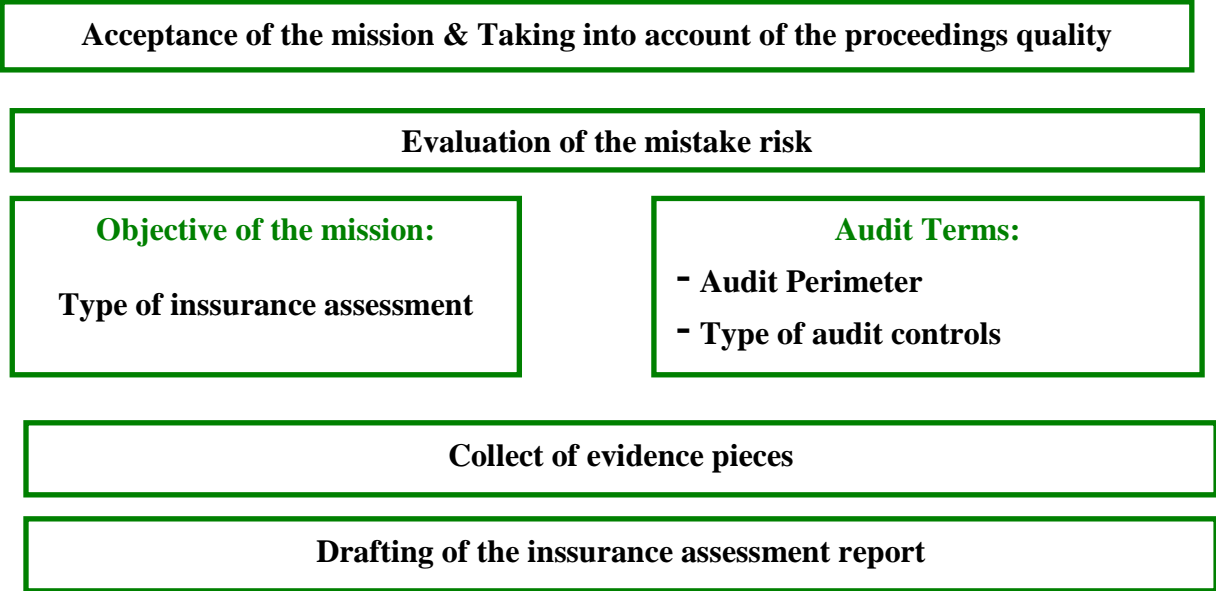 Acceptance of the mission & Taking into account of the proceedings quality
Evaluation of the mistake risk
Objective of the mission:
Type of inssurance assessment
Audit Terms:
- Audit Perimeter
- Type of audit controls
Collect of evidence pieces
Drafting of the inssurance assessment report